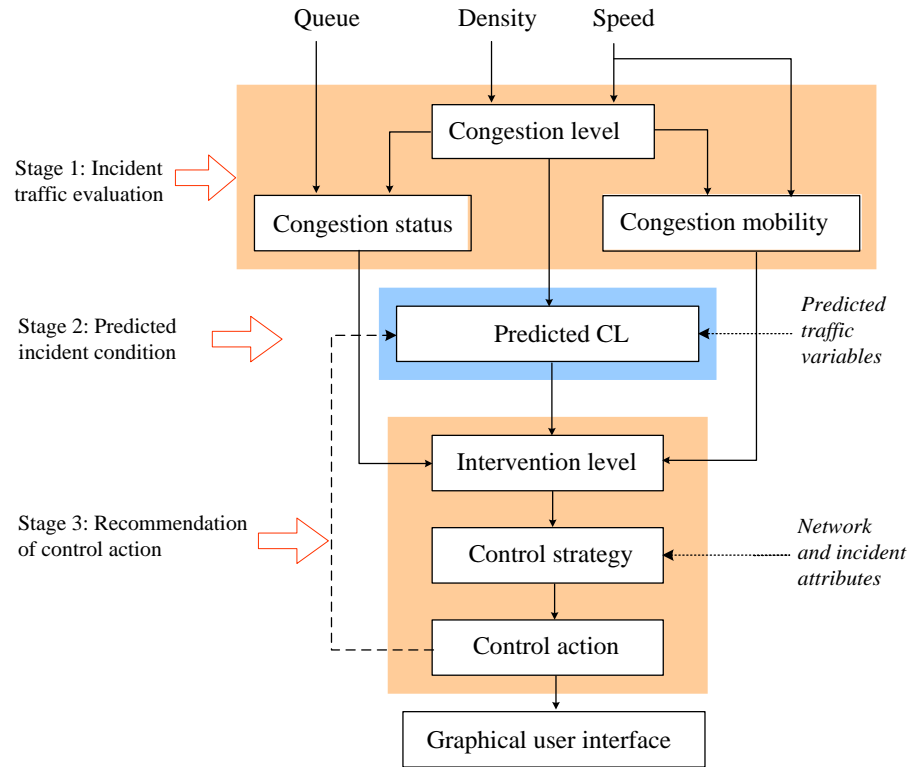 Queue
Density
Speed
Congestion level
Stage 1: Incident
traffic evaluation
Congestion status
Congestion mobility
Stage 2: Predicted
incident condition
Predicted CL
Predicted
traffic
variables
Intervention level
Stage 3: Recommendation
of control action
Control strategy
Network
and incident
attributes
Control action
Graphical user interface